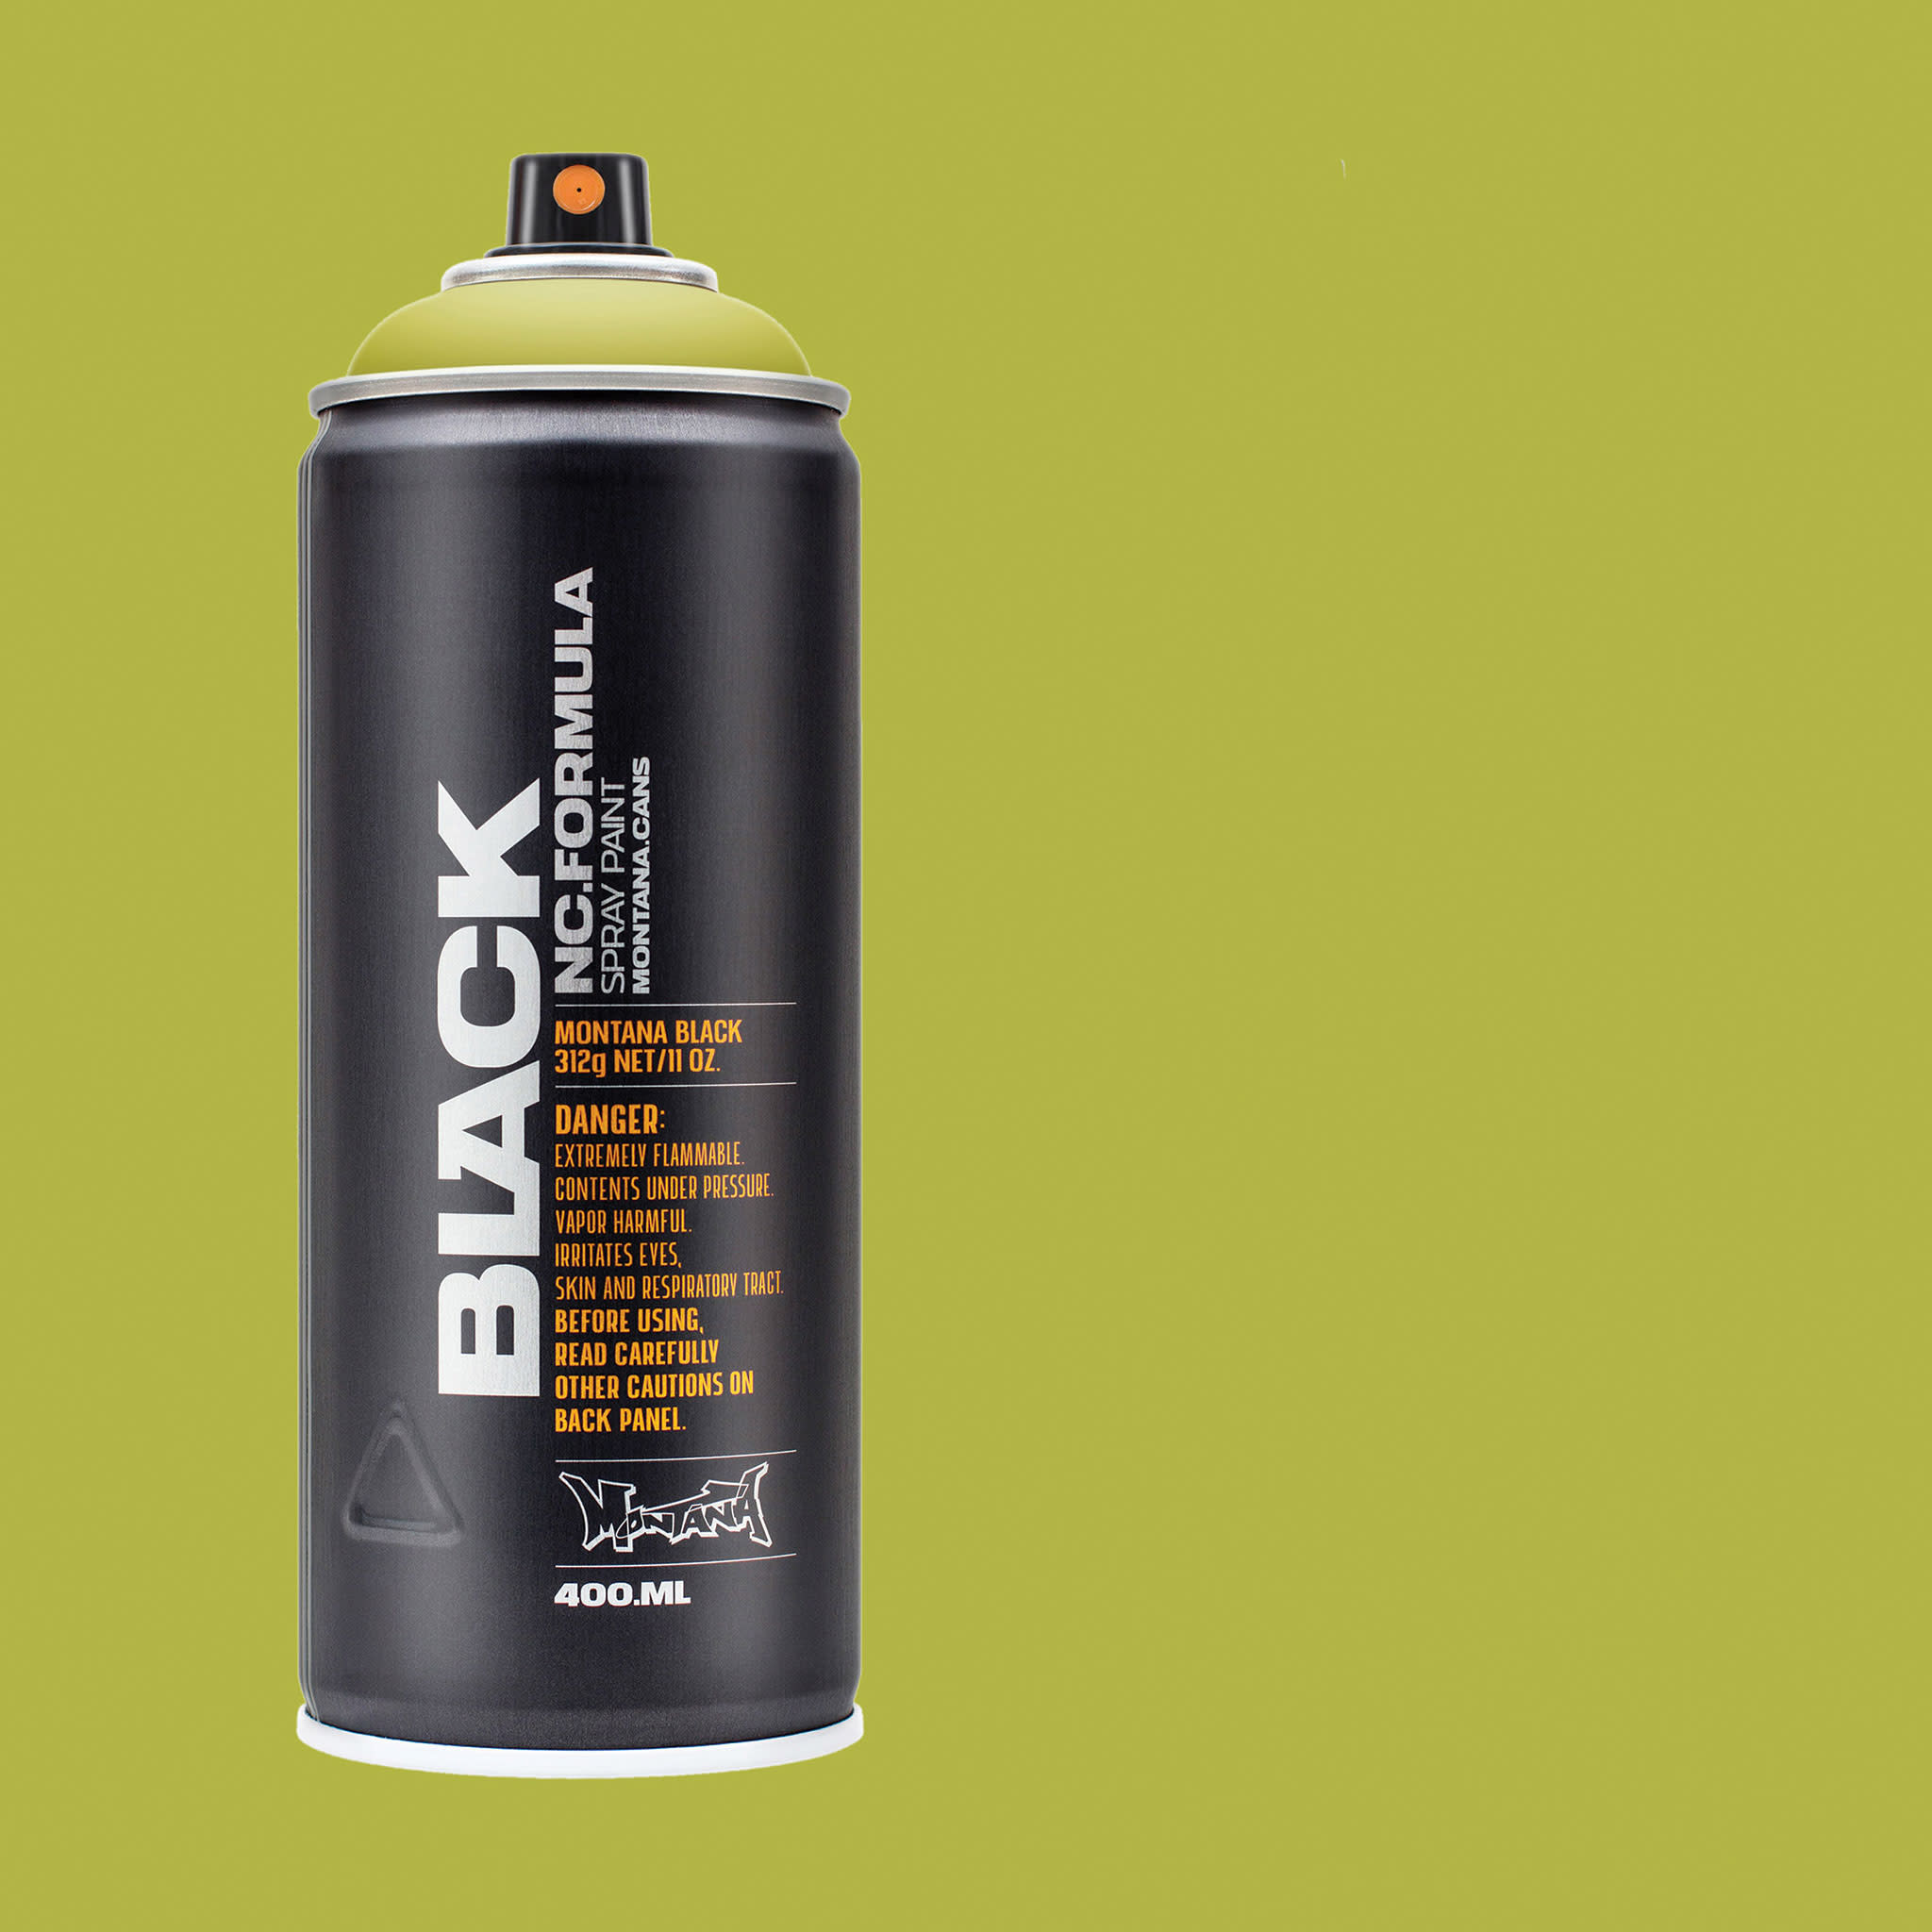 BLACK
NC.FORMULA
SPRAY PAINT
MONTANA.CANS
MONTANA BLACK
312g NET/11 OZ.
DANGER:
EXTREMELY FLAMMABLE.
CONTENTS UNDER PRESSURE.
VAPOR HARMFUL.
IRRITATES EYES,
SKIN AND RESPIRATORY TRACT.
BEFORE USING,
READ CAREFULLY
OTHER CAUTIONS ON
BACK PANEL.
MONTANA
400.ML